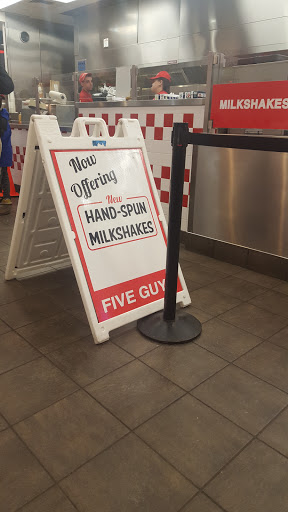 MILKSHAKES
Now
Offering
New
HAND-SPUN
MILKSHAKES
FIVE GUY